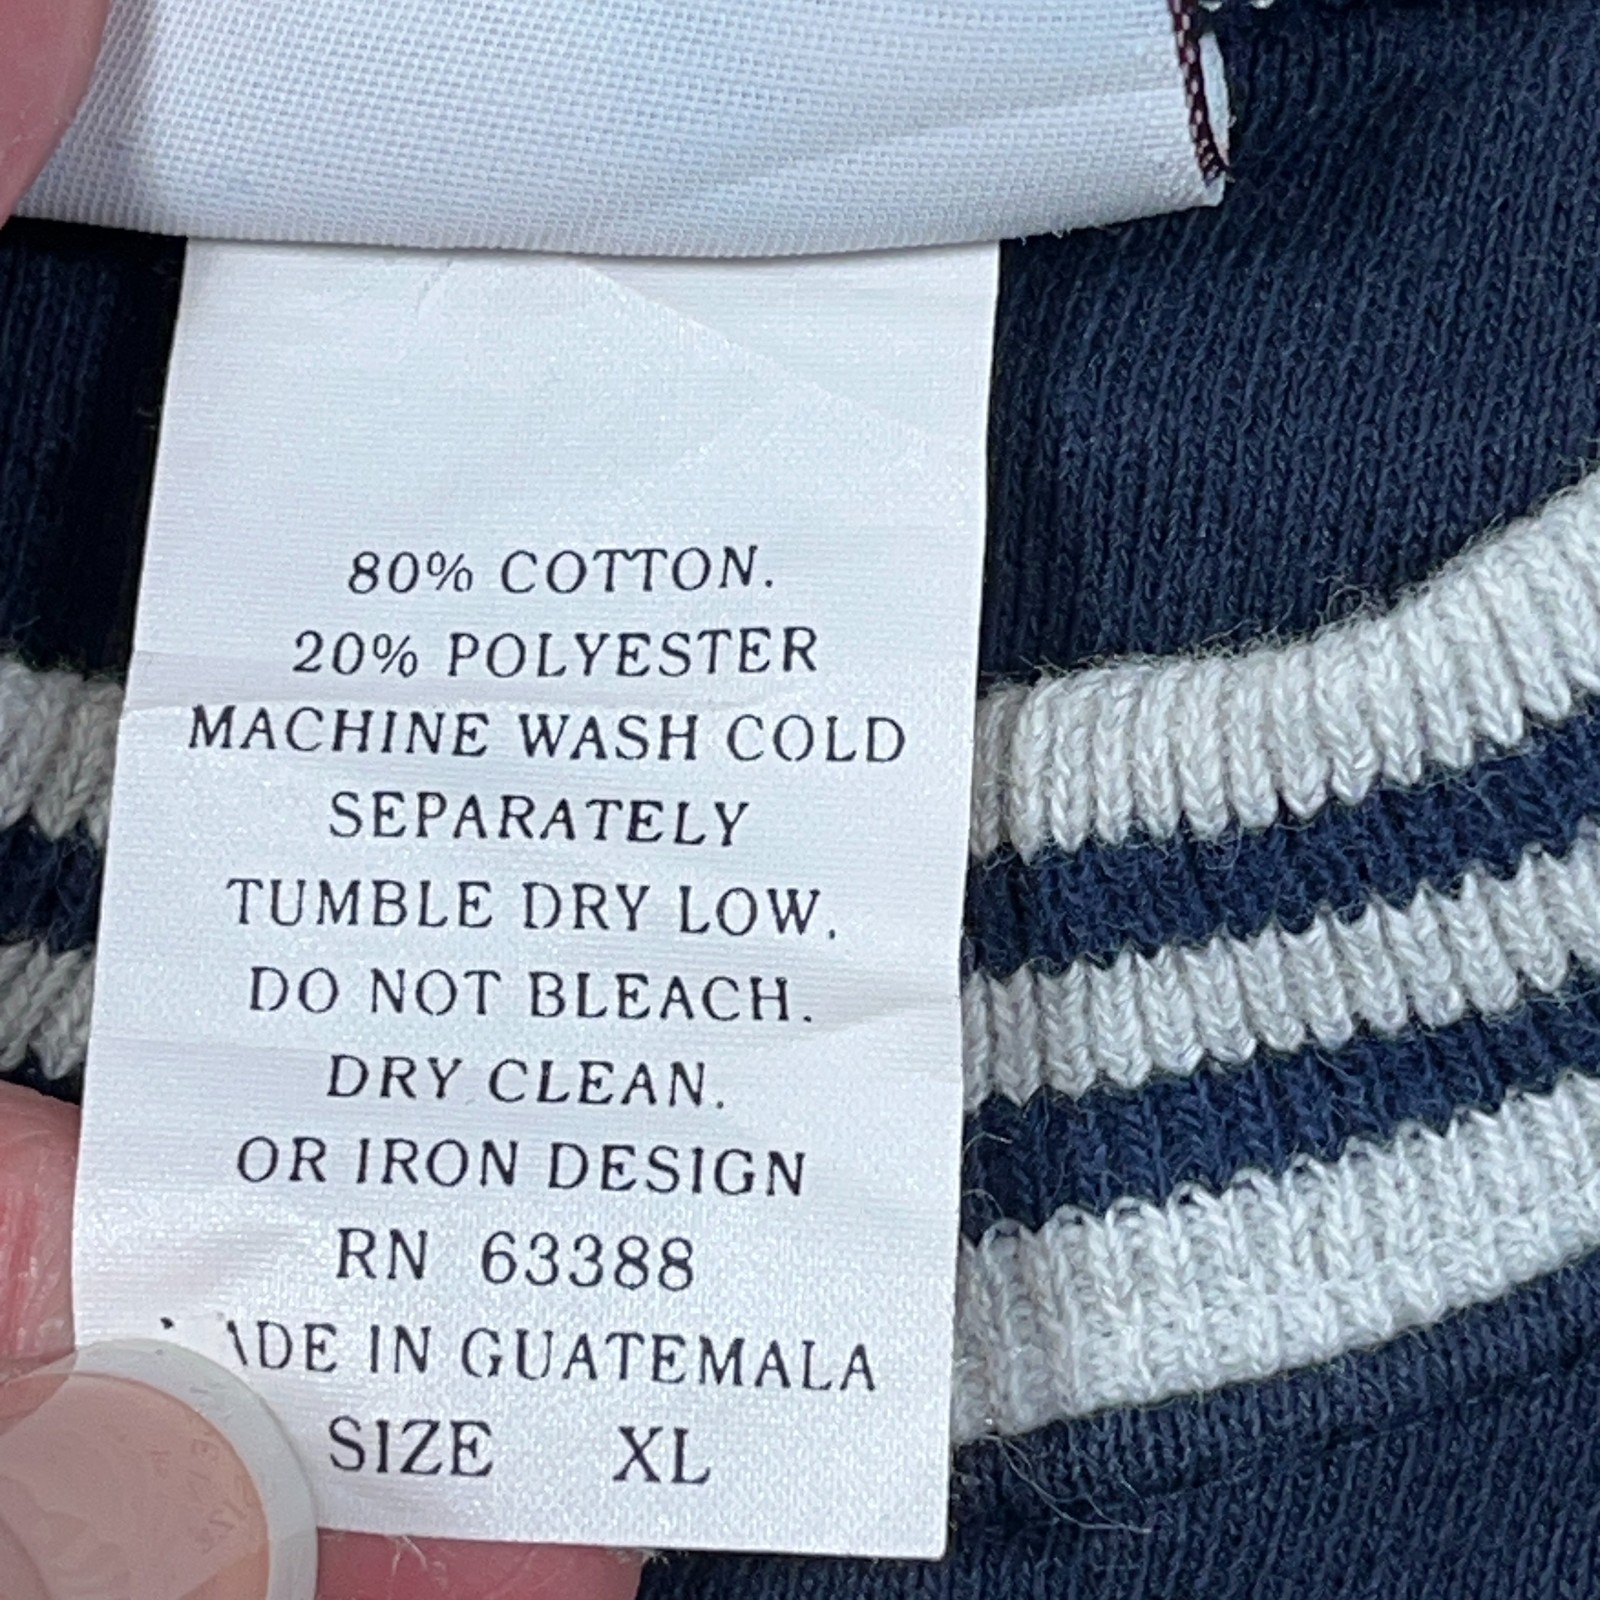 80% COTTON.
20% POLYESTER
MACHINE WASH COLD
SEPARATELY
TUMBLE DRY LOW.
DO NOT BLEACH.
DRY CLEAN.
OR IRON DESIGN
RN 63388
MADE IN GUATEMALA
SIZE XL